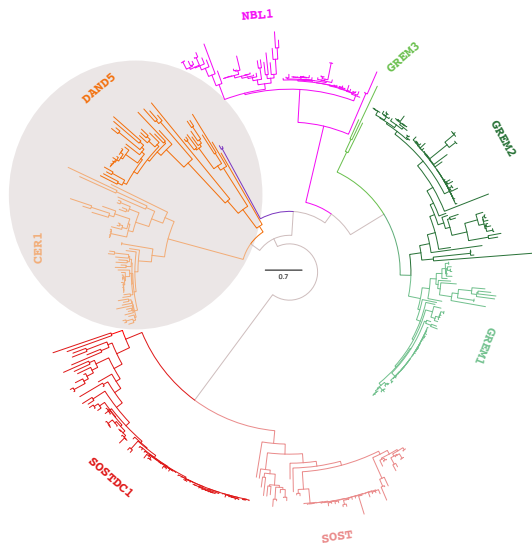 NBL1
GREM3
DAND5
GREM2
CER1
0.7
GREM1
SOSTDC1
SOST